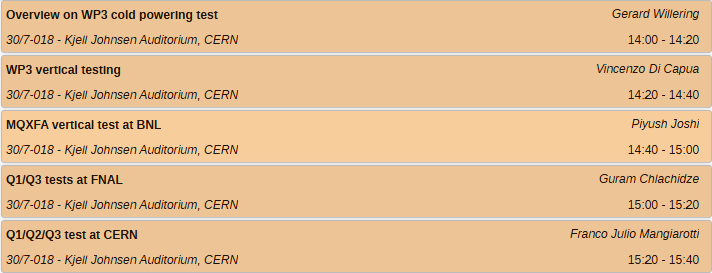 Overview on WP3 cold powering test Gerard Willering
30/7-018 - Kjell Johnsen Auditorium, CERN 14:00 - 14:20
WP3 vertical testing Vincenzo Di Capua
30/7-018 - Kjell Johnsen Auditorium, CERN 14:20 - 14:40
MQXFA vertical test at BNL Piyush Joshi
30/7-018 - Kjell Johnsen Auditorium, CERN 14:40 - 15:00
Q1/Q3 tests at FNAL Guram Chlachidze
30/7-018 - Kjell Johnsen Auditorium, CERN 15:00 - 15:20
Q1/Q2/Q3 test at CERN Franco Julio Mangiarotti
30/7-018 - Kjell Johnsen Auditorium, CERN 15:20 - 15:40